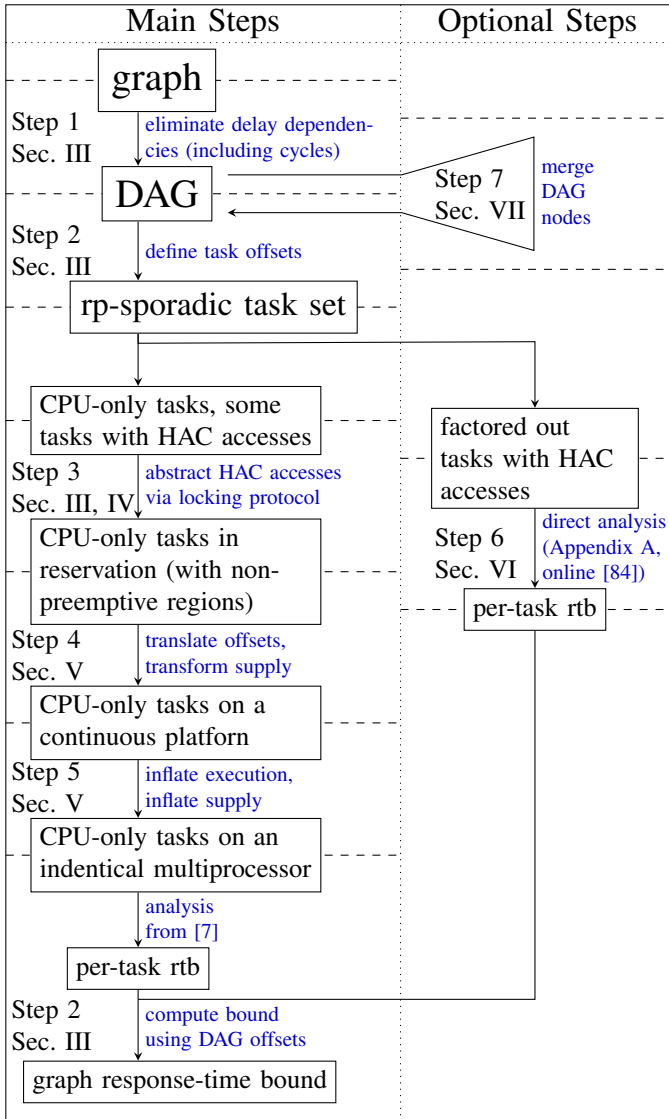 Main Steps
Optional Steps
graph
Step 1
Sec. III
eliminate delay dependen-
cies (including cycles)
DAG
Step 7
Sec. VII
merge
DAG
nodes
Step 2
Sec. III
define task offsets
rp-sporadic task set
CPU-only tasks, some
tasks with HAC accesses
factored out
tasks with HAC
accesses
Step 3
Sec. III, IV
abstract HAC accesses
via locking protocol
Step 6
Sec. VI
direct analysis
(Appendix A,
online [84])
CPU-only tasks in
reservation (with non-
preemptive regions)
per-task rtb
Step 4
Sec. V
translate offsets,
transform supply
CPU-only tasks on a
continuous platforn
Step 5
Sec. V
inflate execution,
inflate supply
CPU-only tasks on an
indentical multiprocessor
analysis
from [7]
per-task rtb
Step 2
Sec. III
compute bound
using DAG offsets
graph response-time bound